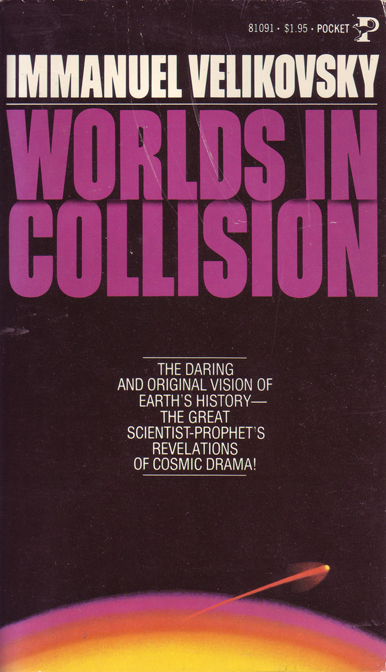 81091 · $1.95 · POCKET P
IMMANUEL VELIKOVSKY
WORLDS IN
COLLISION
THE DARING
AND ORIGINAL VISION OF
EARTH'S HISTORY—
THE GREAT
SCIENTIST-PROPHET'S
REVELATIONS
OF COSMIC DRAMA!